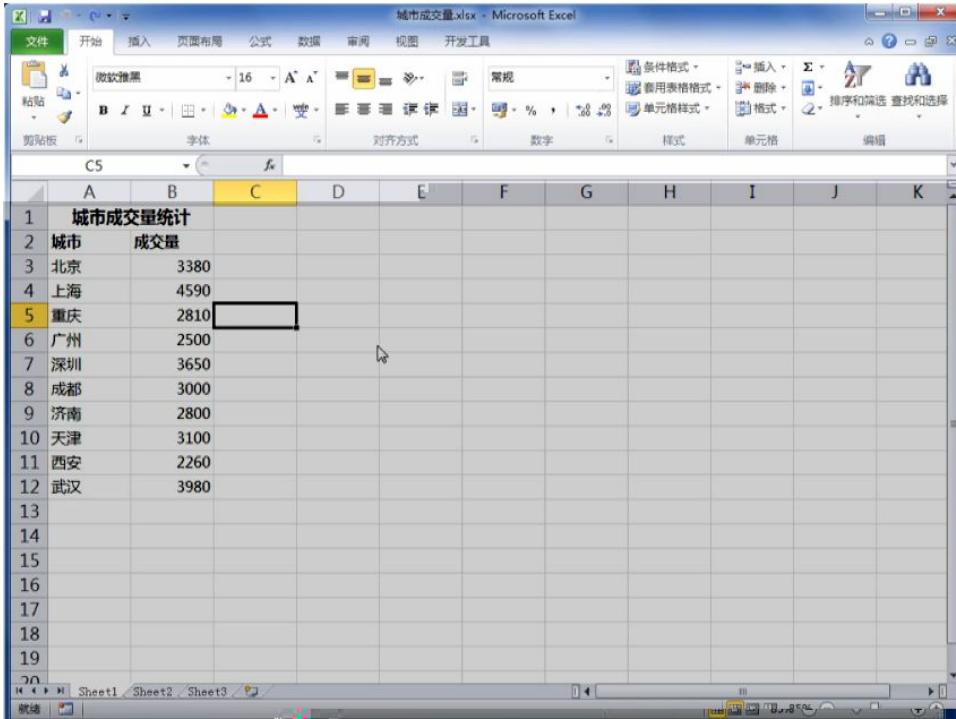 城市成交量.xlsx - Microsoft Excel
文件 开始 插入 页面布局 公式 数据 审阅 视图 开发工具
粘贴
微软雅黑 16 A A
B I U A wén
常规
% ,
条件格式
套用表格格式
单元格样式
插入
删除
格式
Σ
排序和筛选 查找和选择
剪贴板 字体 对齐方式 数字 样式 单元格 编辑
C5 fx
A B C D E F G H I J K
1 城市成交量统计
2 城市 成交量
3 北京 3380
4 上海 4590
5 重庆 2810
6 广州 2500
7 深圳 3650
8 成都 3000
9 济南 2800
10 天津 3100
11 西安 2260
12 武汉 3980
13
14
15
16
17
18
19
20
Sheet1 Sheet2 Sheet3
就绪